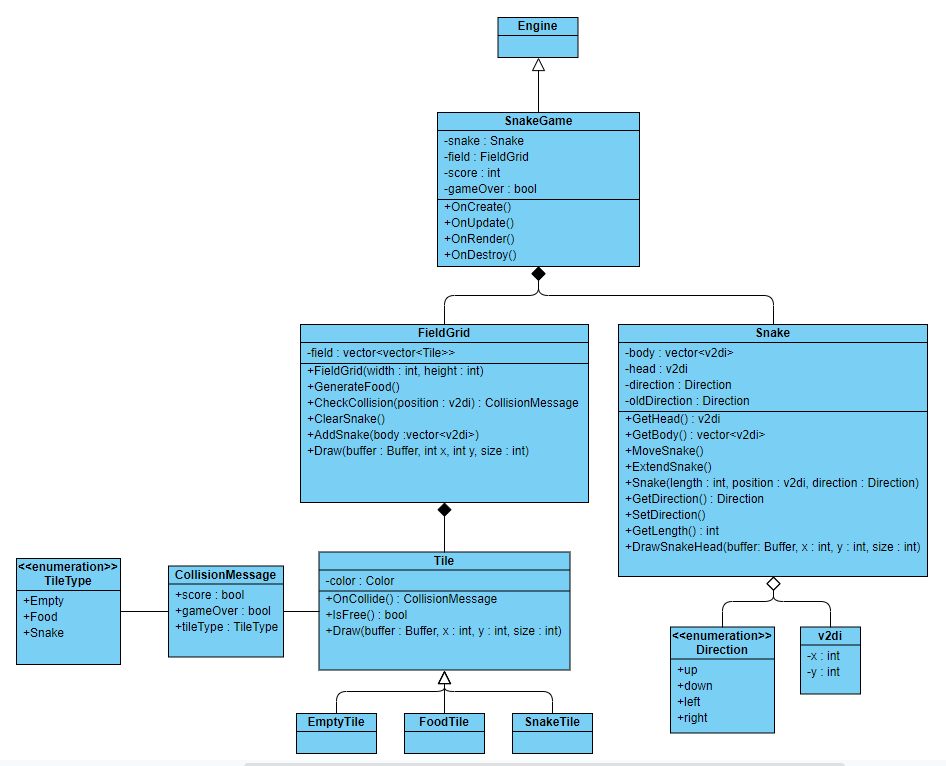 Engine
SnakeGame
-snake : Snake
-field : FieldGrid
-score : int
-gameOver : bool
+OnCreate()
+OnUpdate()
+OnRender()
+OnDestroy()
FieldGrid
-field : vector<vector<Tile>>
+FieldGrid(width : int, height : int)
+GenerateFood()
+CheckCollision(position : v2di) : CollisionMessage
+ClearSnake()
+AddSnake(body :vector<v2di>)
+Draw(buffer : Buffer, int x, int y, size : int)
Snake
-body : vector<v2di>
-head : v2di
-direction : Direction
-oldDirection : Direction
+GetHead() : v2di
+GetBody() : vector<v2di>
+MoveSnake()
+ExtendSnake()
+Snake(length : int, position : v2di, direction : Direction)
+GetDirection() : Direction
+SetDirection()
+GetLength() : int
+DrawSnakeHead(buffer: Buffer, x : int, y : int, size : int)
<<enumeration>>
TileType
+Empty
+Food
+Snake
CollisionMessage
+score : bool
+gameOver : bool
+tileType : TileType
Tile
-color : Color
+OnCollide() : CollisionMessage
+IsFree() : bool
+Draw(buffer : Buffer, x : int, y : int, size : int)
EmptyTile
FoodTile
SnakeTile
<<enumeration>>
Direction
+up
+down
+left
+right
v2di
-x : int
-y : int